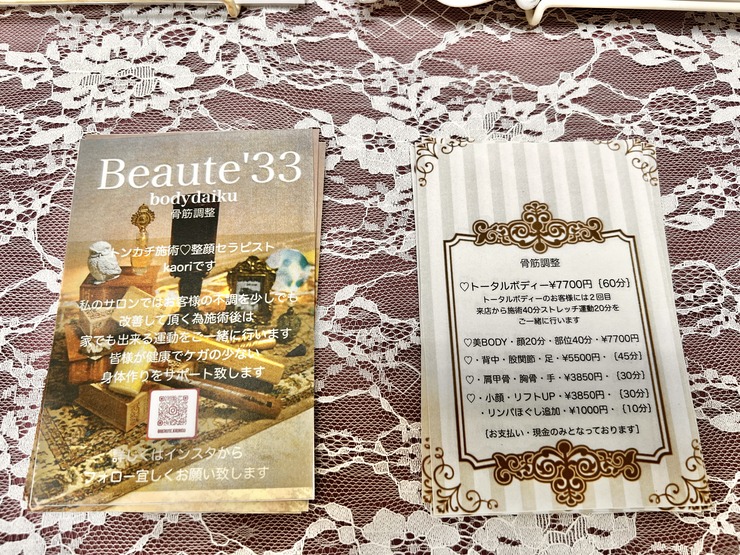 Beaute'33
bodydaiku
骨筋調整
トンカチ施術♡整顔セラピスト
kaoriです
私のサロンではお客様の不調を少しでも
改善して頂く為施術後は
家でも出来る運動をご一緒に行います
皆様が健康でケガの少ない
身体作りをサポート致します
詳しくはインスタから
フォロー宜しくお願い致します
骨筋調整
♡トータルボディー¥7700円〔60分〕
トータルボディーのお客様には２回目
来店から施術40分ストレッチ運動20分を
ご一緒に行います
♡美BODY・顔20分・部位40分・¥7700円
♡・背中・股関節・足・¥5500円・〔45分〕
♡・肩甲骨・胸骨・手・¥3850円・〔30分〕
♡・小顔・リフトUP・¥3850円・〔30分〕
・リンパほぐし追加・¥1000円・〔10分〕
［お支払い・現金のみとなっております］